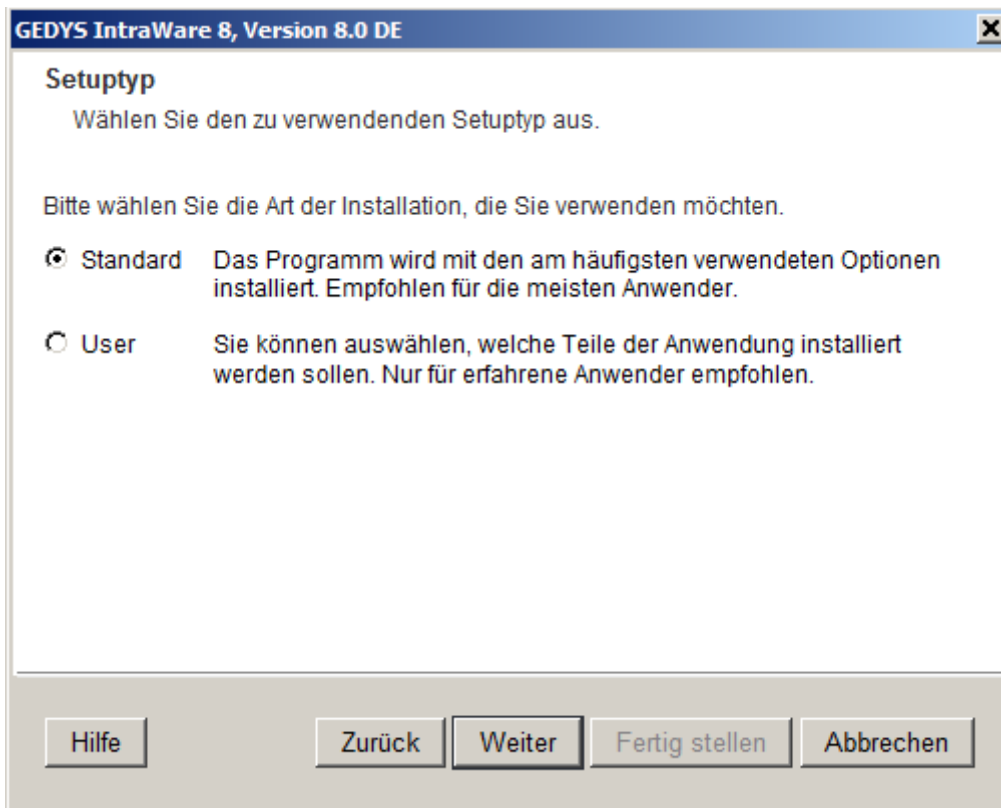 GEDYS IntraWare 8, Version 8.0 DE
Setuptyp
Wählen Sie den zu verwendenden Setuptyp aus.
Bitte wählen Sie die Art der Installation, die Sie verwenden möchten.
Standard Das Programm wird mit den am häufigsten verwendeten Optionen
installiert. Empfohlen für die meisten Anwender.
User Sie können auswählen, welche Teile der Anwendung installiert
werden sollen. Nur für erfahrene Anwender empfohlen.
Hilfe Zurück Weiter Fertig stellen Abbrechen